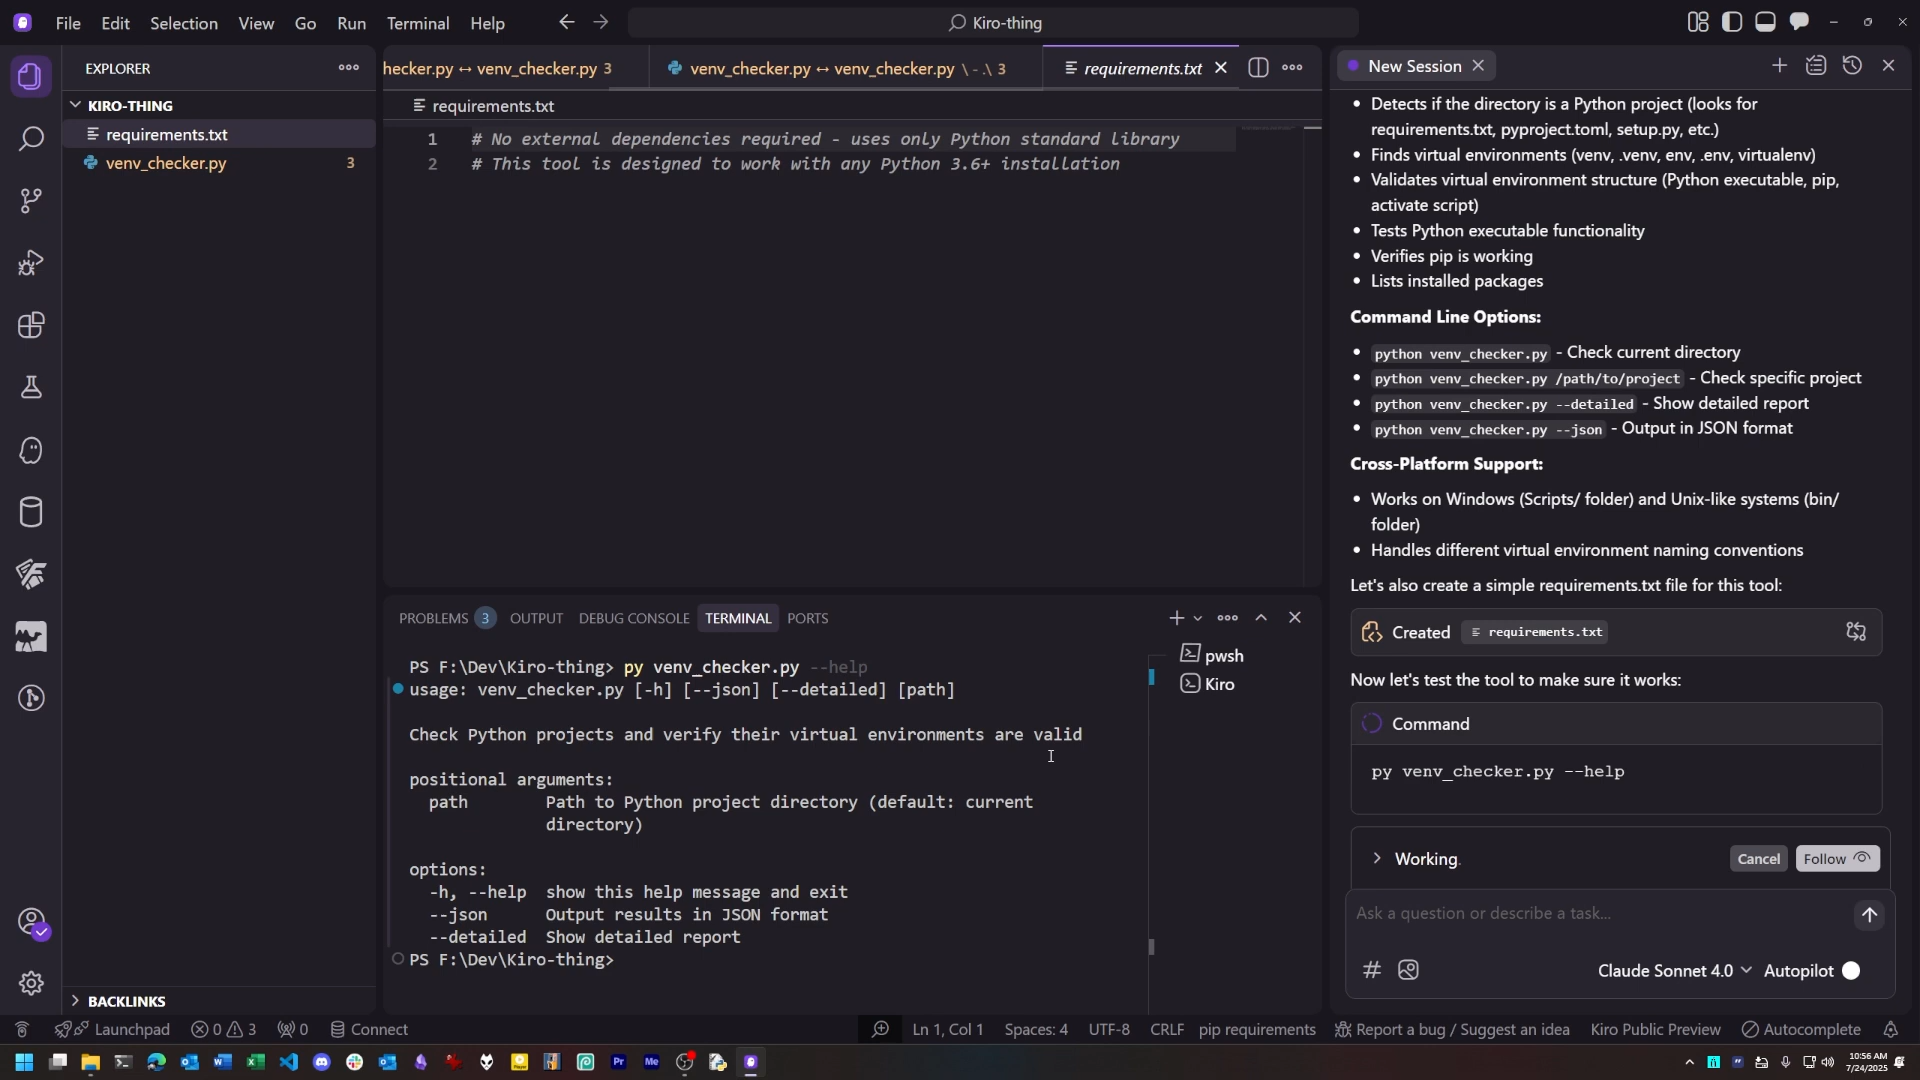 File Edit Selection View Go Run Terminal Help
Kiro-thing
EXPLORER
KIRO-THING
requirements.txt
venv_checker.py 3
BACKLINKS
hecker.py ↔ venv_checker.py 3
venv_checker.py ↔ venv_checker.py \ - .\ 3
requirements.txt
requirements.txt
1 # No external dependencies required - uses only Python standard library
2 # This tool is designed to work with any Python 3.6+ installation
PROBLEMS 3 OUTPUT DEBUG CONSOLE TERMINAL PORTS
PS F:\Dev\Kiro-thing> py venv_checker.py --help
usage: venv_checker.py [-h] [--json] [--detailed] [path]
Check Python projects and verify their virtual environments are valid
positional arguments:
path Path to Python project directory (default: current
directory)
options:
-h, --help show this help message and exit
--json Output results in JSON format
--detailed Show detailed report
PS F:\Dev\Kiro-thing>
pwsh
Kiro
New Session
• Detects if the directory is a Python project (looks for
requirements.txt, pyproject.toml, setup.py, etc.)
• Finds virtual environments (venv, .venv, env, .env, virtualenv)
• Validates virtual environment structure (Python executable, pip,
activate script)
• Tests Python executable functionality
• Verifies pip is working
• Lists installed packages
Command Line Options:
• python venv_checker.py - Check current directory
• python venv_checker.py /path/to/project - Check specific project
• python venv_checker.py --detailed - Show detailed report
• python venv_checker.py --json - Output in JSON format
Cross-Platform Support:
• Works on Windows (Scripts/ folder) and Unix-like systems (bin/
folder)
• Handles different virtual environment naming conventions
Let's also create a simple requirements.txt file for this tool:
Created requirements.txt
Now let's test the tool to make sure it works:
Command
py venv_checker.py --help
Working. Cancel Follow
Ask a question or describe a task...
# Claude Sonnet 4.0 Autopilot
Launchpad 0 3 0 Connect
Ln 1, Col 1 Spaces: 4 UTF-8 CRLF pip requirements Report a bug / Suggest an idea Kiro Public Preview Autocomplete
Pr Me
10:56 AM
7/24/2025